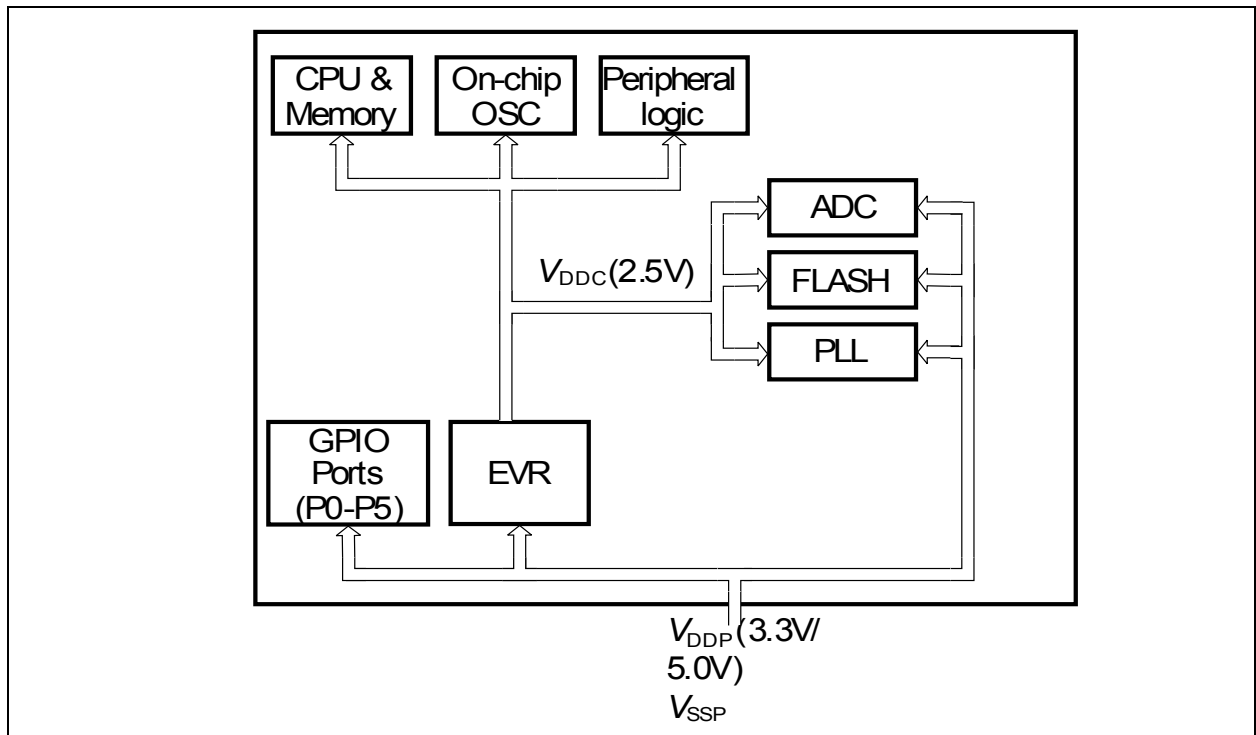 CPU &
Memory
On-chip
OSC
Peripheral
logic
ADC
VDDC(2.5V)
FLASH
PLL
GPIO
Ports
(P0-P5)
EVR
VDDP(3.3V/
5.0V)
VSSP